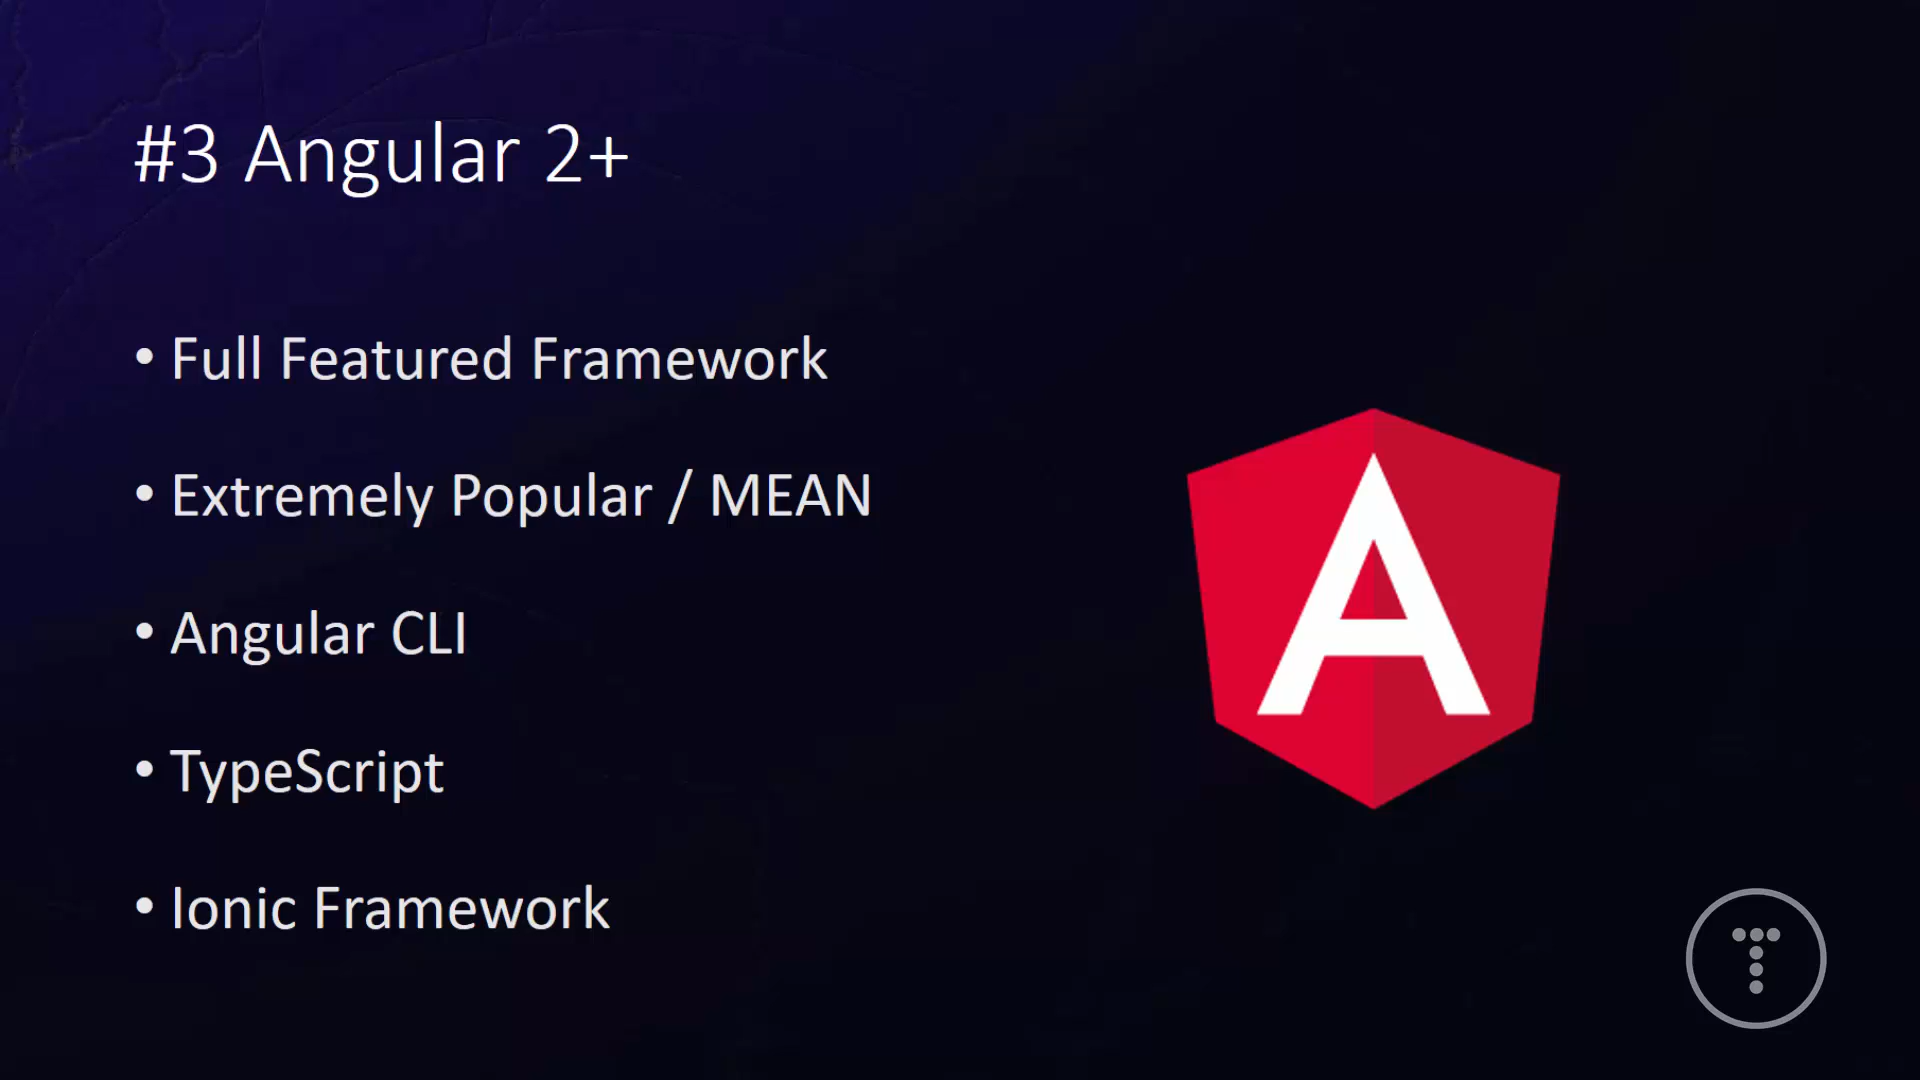 #3 Angular 2+
• Full Featured Framework
• Extremely Popular / MEAN
• Angular CLI
• TypeScript
• Ionic Framework
A
T